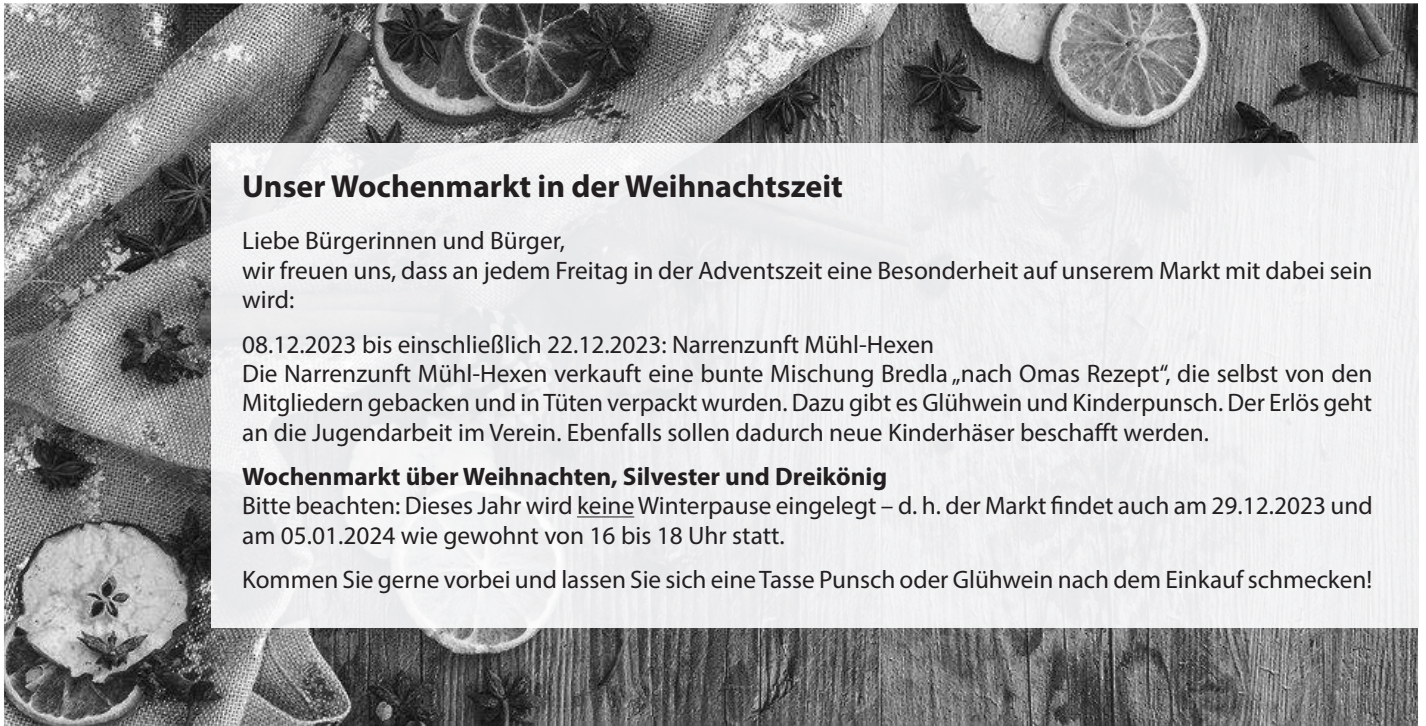 Unser Wochenmarkt in der Weihnachtszeit
Liebe Bürgerinnen und Bürger,
wir freuen uns, dass an jedem Freitag in der Adventszeit eine Besonderheit auf unserem Markt mit dabei sein
wird:
08.12.2023 bis einschließlich 22.12.2023: Narrenzunft Mühl-Hexen
Die Narrenzunft Mühl-Hexen verkauft eine bunte Mischung Bredla „nach Omas Rezept“, die selbst von den
Mitgliedern gebacken und in Tüten verpackt wurden. Dazu gibt es Glühwein und Kinderpunsch. Der Erlös geht
an die Jugendarbeit im Verein. Ebenfalls sollen dadurch neue Kinderhäser beschafft werden.
Wochenmarkt über Weihnachten, Silvester und Dreikönig
Bitte beachten: Dieses Jahr wird keine Winterpause eingelegt – d. h. der Markt findet auch am 29.12.2023 und
am 05.01.2024 wie gewohnt von 16 bis 18 Uhr statt.
Kommen Sie gerne vorbei und lassen Sie sich eine Tasse Punsch oder Glühwein nach dem Einkauf schmecken!